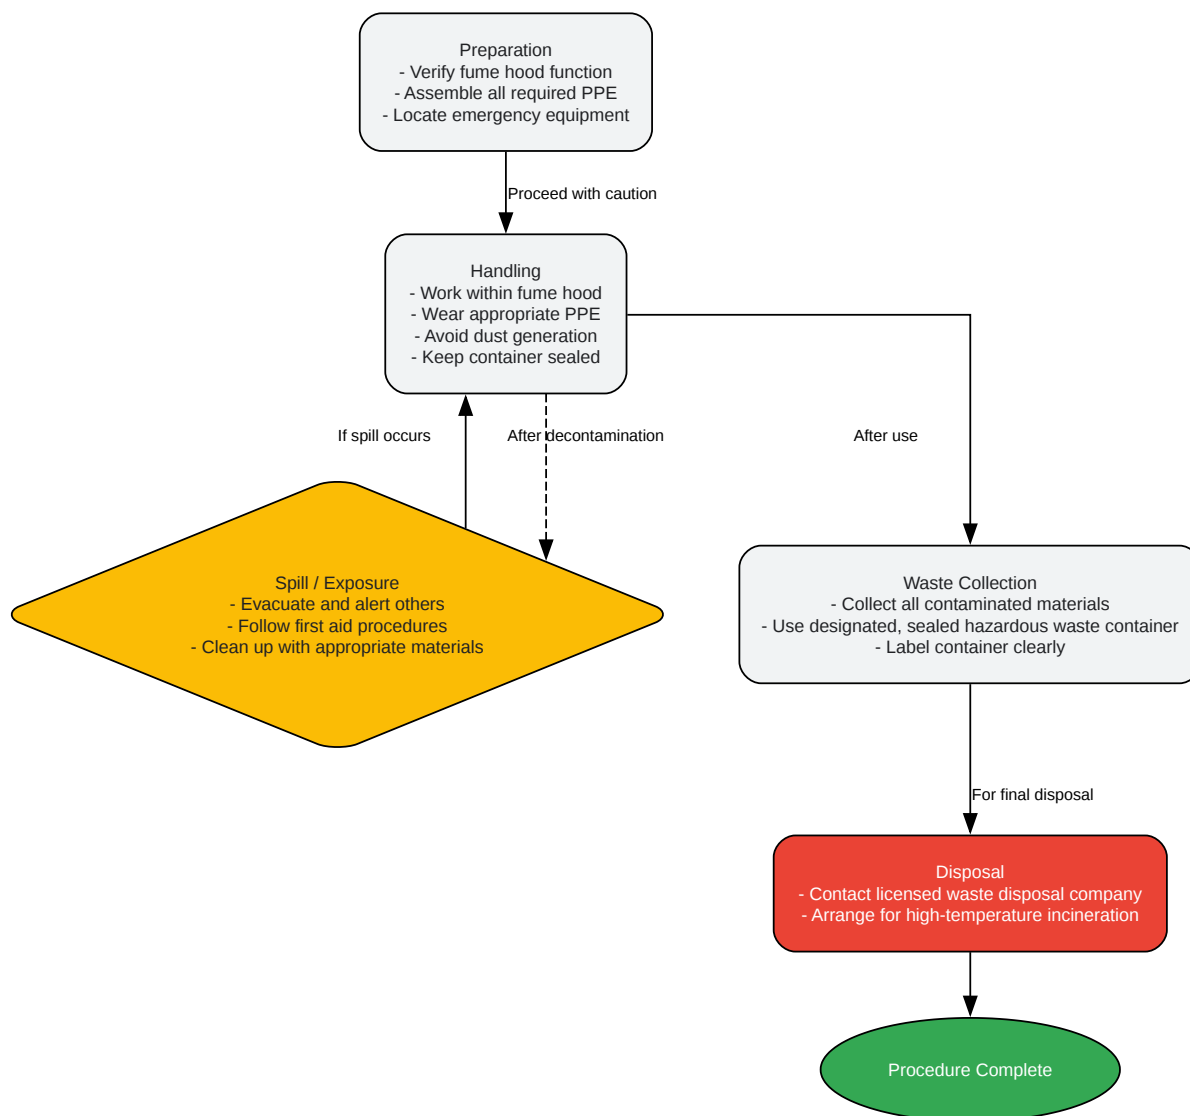 Preparation
- Verify fume hood function
- Assemble all required PPE
- Locate emergency equipment
Proceed with caution
Handling
- Work within fume hood
- Wear appropriate PPE
- Avoid dust generation
- Keep container sealed
If spill occurs
After decontamination
After use
Spill / Exposure
- Evacuate and alert others
- Follow first aid procedures
- Clean up with appropriate materials
Waste Collection
- Collect all contaminated materials
- Use designated, sealed hazardous waste container
- Label container clearly
For final disposal
Disposal
- Contact licensed waste disposal company
- Arrange for high-temperature incineration
Procedure Complete